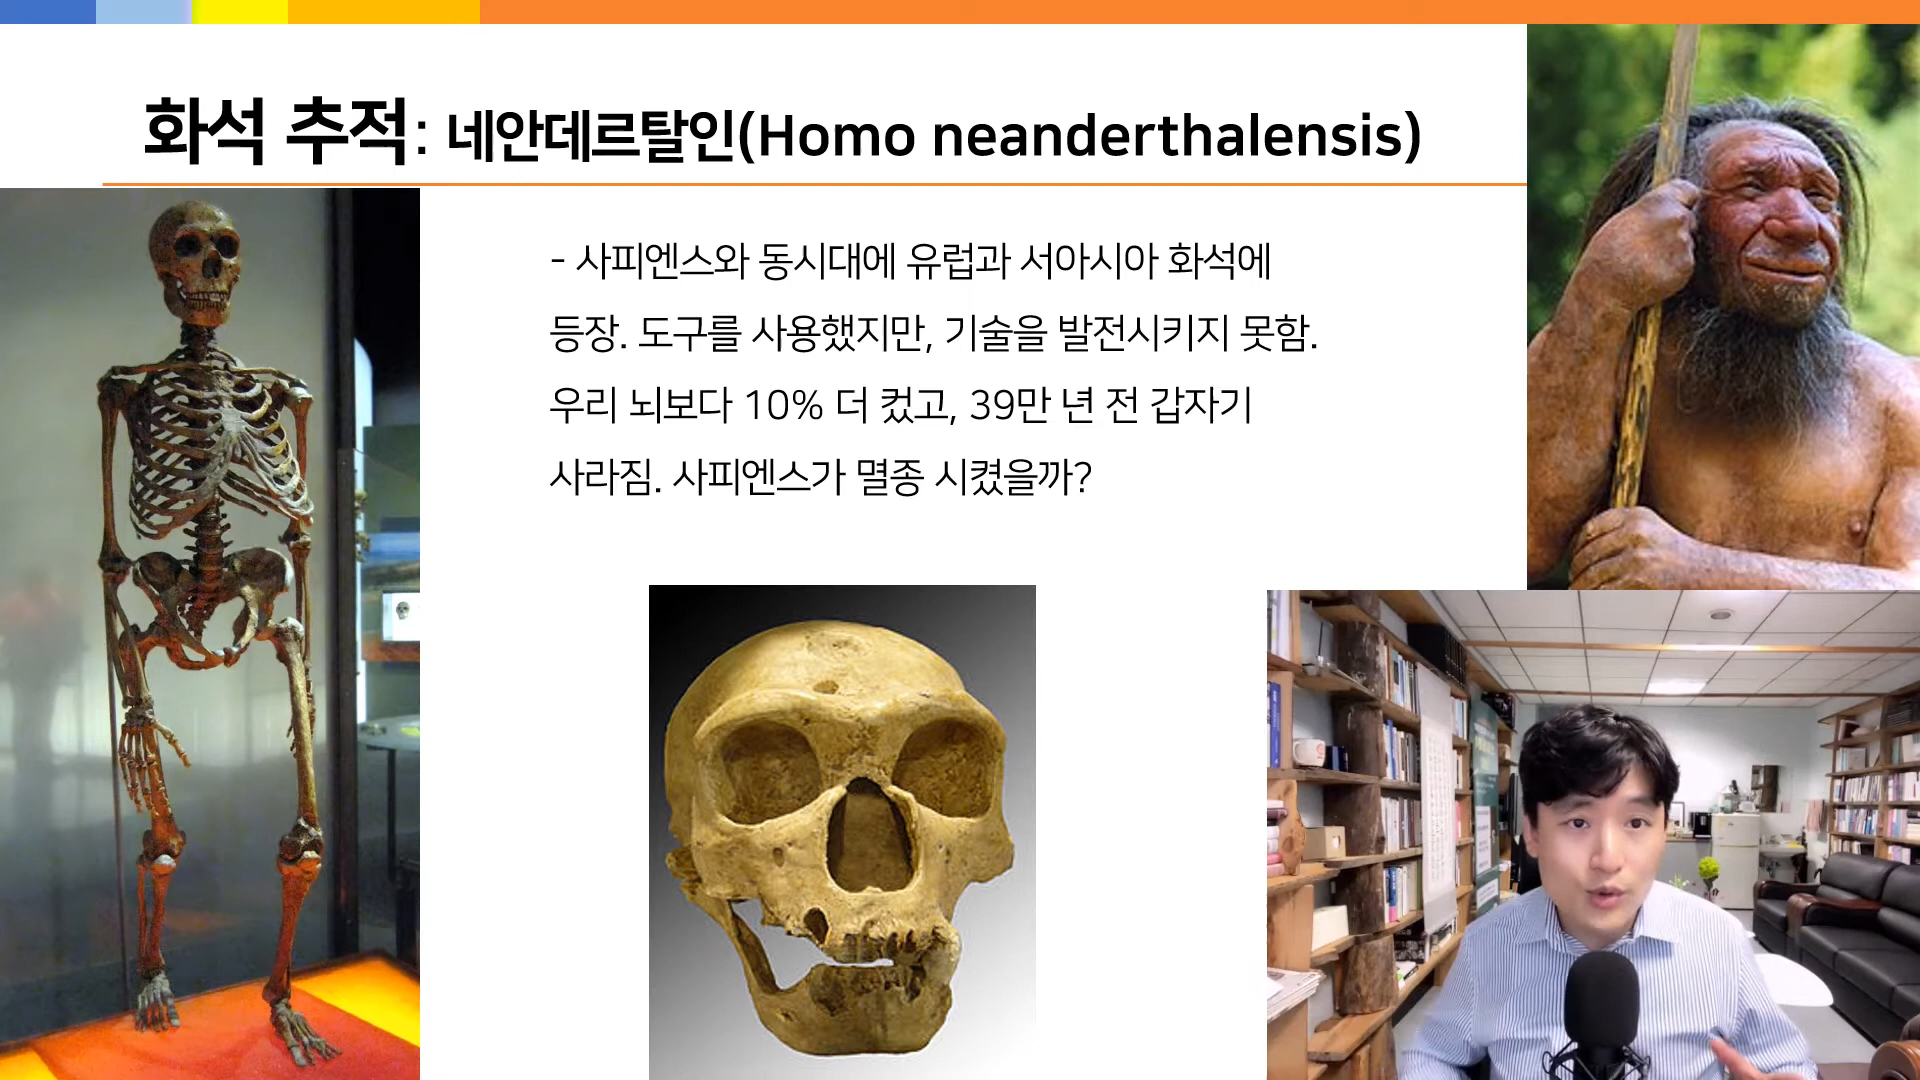 화석 추적: 네안데르탈인(Homo neanderthalensis)
- 사피엔스와 동시대에 유럽과 서아시아 화석에
등장. 도구를 사용했지만, 기술을 발전시키지 못함.
우리 뇌보다 10% 더 컸고, 39만 년 전 갑자기
사라짐. 사피엔스가 멸종 시켰을까?